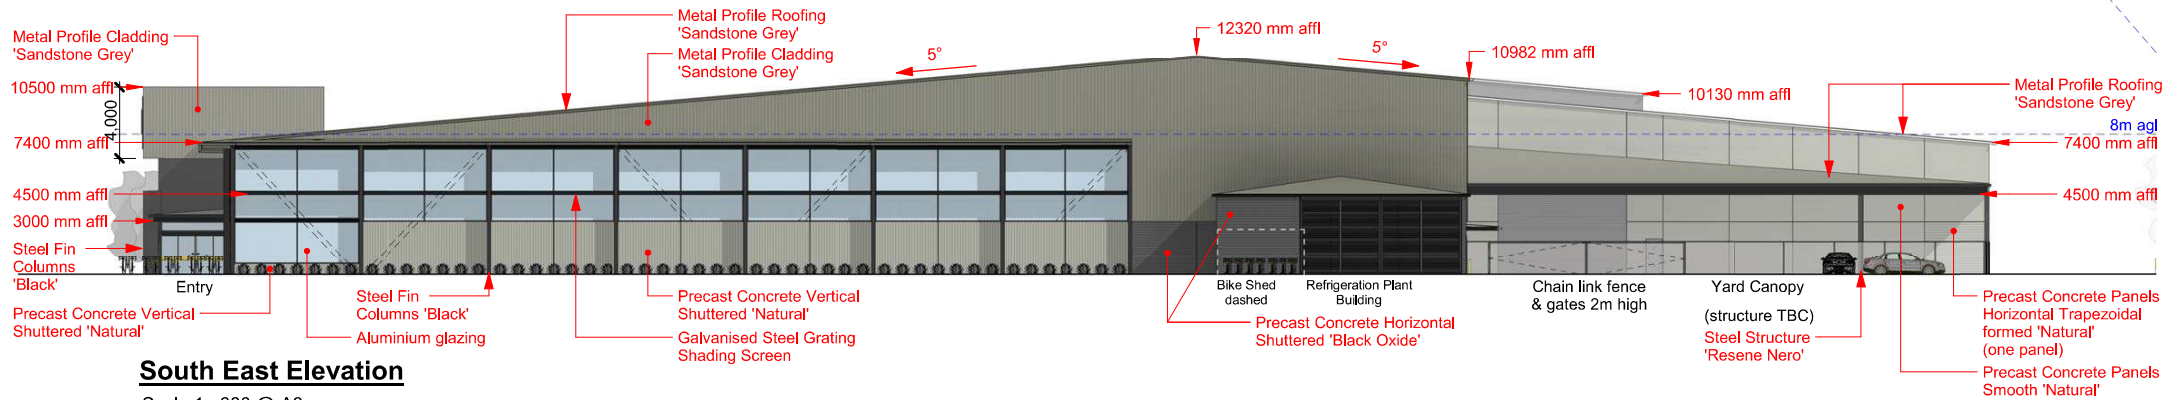 Metal Profile Cladding
'Sandstone Grey'
10500 mm affl
4,000
7400 mm affl
4500 mm affl
3000 mm affl
Steel Fin
Columns
'Black'
Entry
Precast Concrete Vertical
Shuttered 'Natural'
Steel Fin
Columns 'Black'
Aluminium glazing
Metal Profile Roofing
'Sandstone Grey'
Metal Profile Cladding
'Sandstone Grey'
5°
12320 mm affl
5°
10982 mm affl
10130 mm affl
Metal Profile Roofing
'Sandstone Grey'
8m agl
7400 mm affl
4500 mm affl
Precast Concrete Vertical
Shuttered 'Natural'
Galvanised Steel Grating
Shading Screen
Bike Shed
dashed
Refrigeration Plant
Building
Precast Concrete Horizontal
Shuttered 'Black Oxide'
Chain link fence
& gates 2m high
Yard Canopy
(structure TBC)
Steel Structure
'Resene Nero'
Precast Concrete Panels
Horizontal Trapezoidal
formed 'Natural'
(one panel)
Precast Concrete Panels
Smooth 'Natural'
South East Elevation